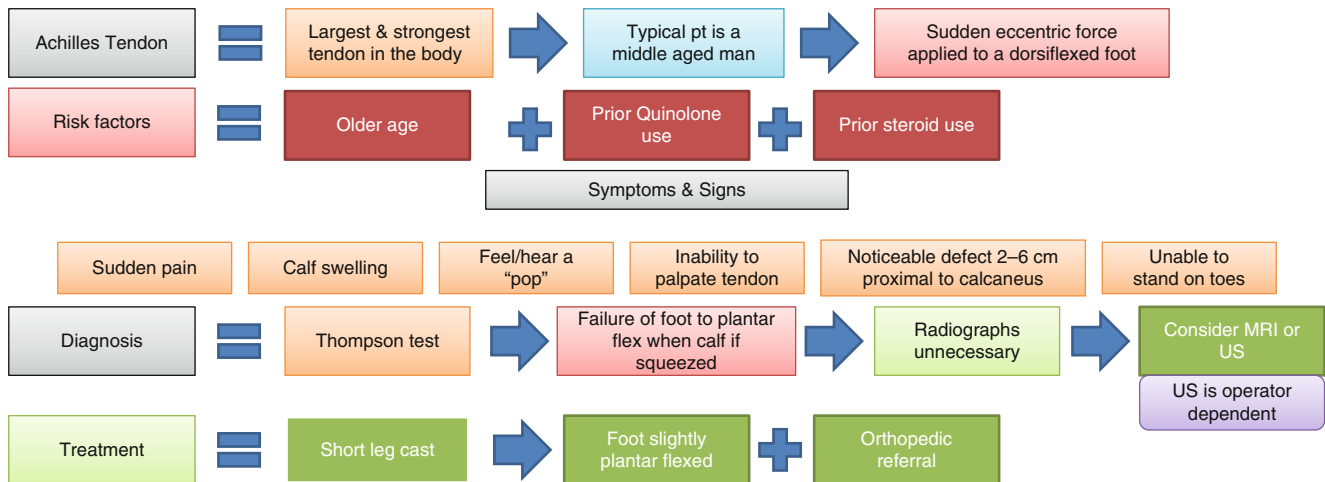 Achilles Tendon
Largest & strongest
tendon in the body
Typical pt is a
middle aged man
Sudden eccentric force
applied to a dorsiflexed foot
Risk factors
Older age
Prior Quinolone
use
Prior steroid use
Symptoms & Signs
Sudden pain
Calf swelling
Feel/hear a
“pop”
Inability to
palpate tendon
Noticeable defect 2–6 cm
proximal to calcaneus
Unable to
stand on toes
Diagnosis
Thompson test
Failure of foot to plantar
flex when calf if
squeezed
Radiographs
unnecessary
Consider MRI or
US
US is operator
dependent
Treatment
Short leg cast
Foot slightly
plantar flexed
Orthopedic
referral